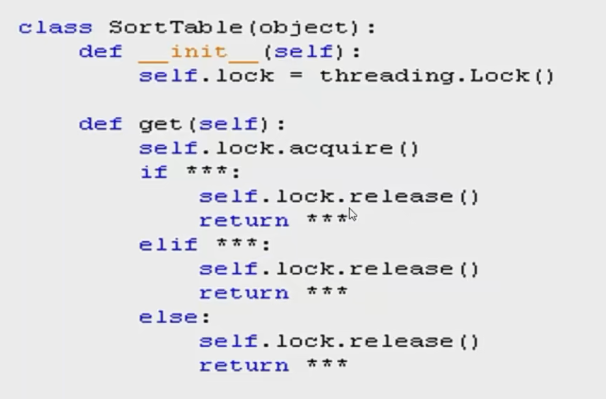 class SortTable(object):
    def __init__(self):
        self.lock = threading.Lock()

    def get(self):
        self.lock.acquire()
        if ***:
            self.lock.release()
            return ***
        elif ***:
            self.lock.release()
            return ***
        else:
            self.lock.release()
            return ***